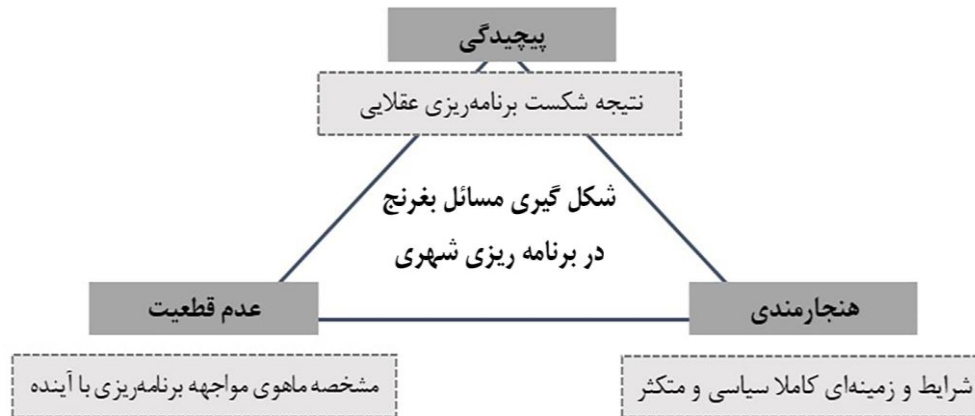 پیچیدگی
نتیجه شکست برنامه‌ریزی عقلایی
شکل گیری مسائل بغرنج
در برنامه ریزی شهری
هنجارمندی
عدم قطعیت
شرایط و زمینه‌ای کاملا سیاسی و متکثر
مشخصه ماهوی مواجهه برنامه‌ریزی با آینده